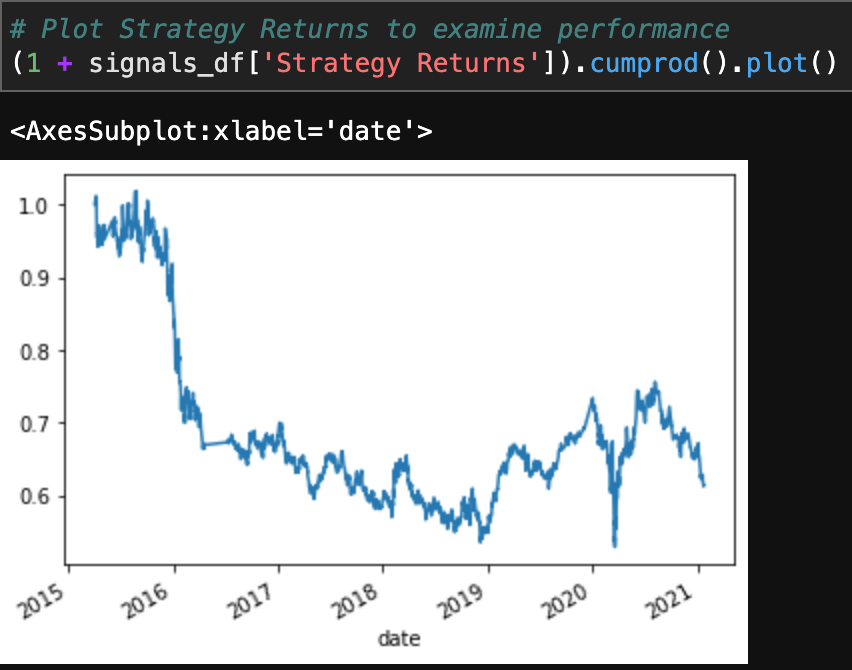 # Plot Strategy Returns to examine performance
(1 + signals_df['Strategy Returns']).cumprod().plot()
<AxesSubplot:xlabel='date'>
1.0
0.9
0.8
0.7
0.6
2015 2016 2017 2018 2019 2020 2021
date